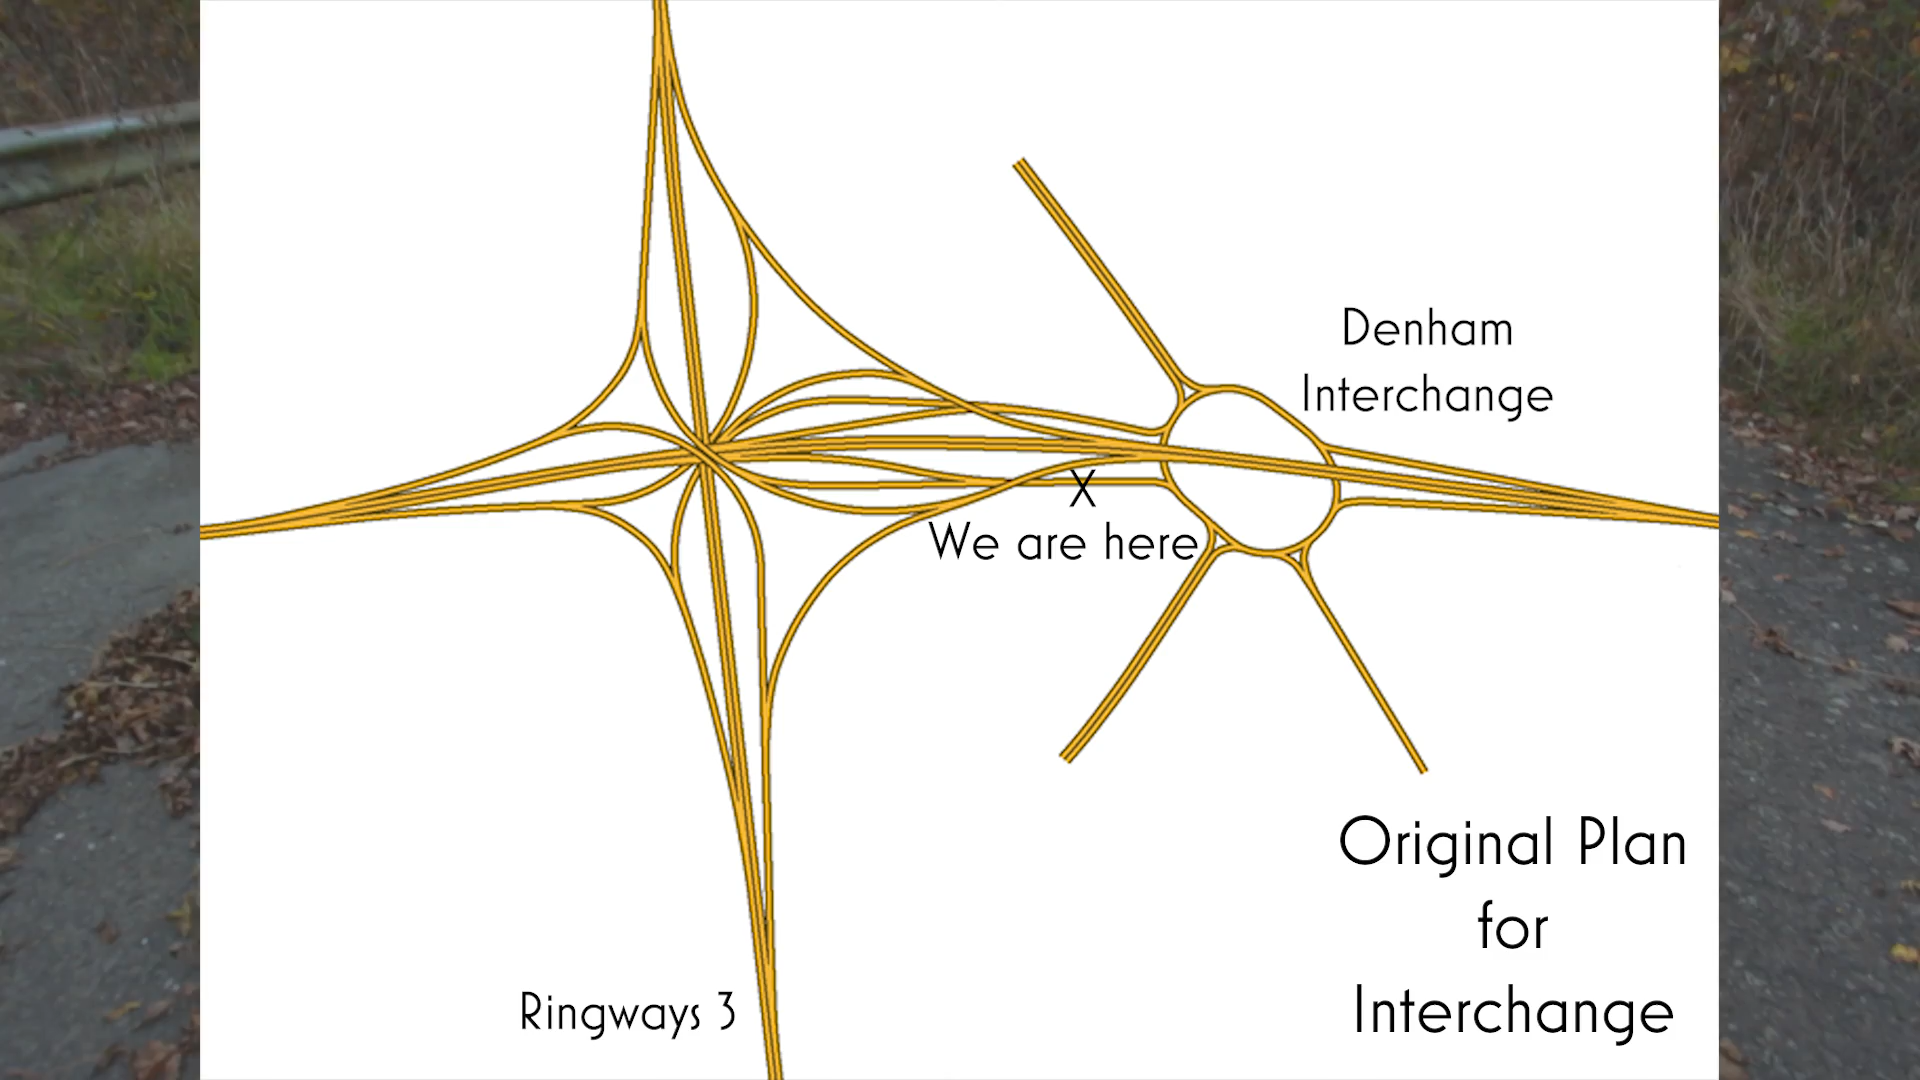 Denham
Interchange
X
We are here
Original Plan
for
Interchange
Ringways 3